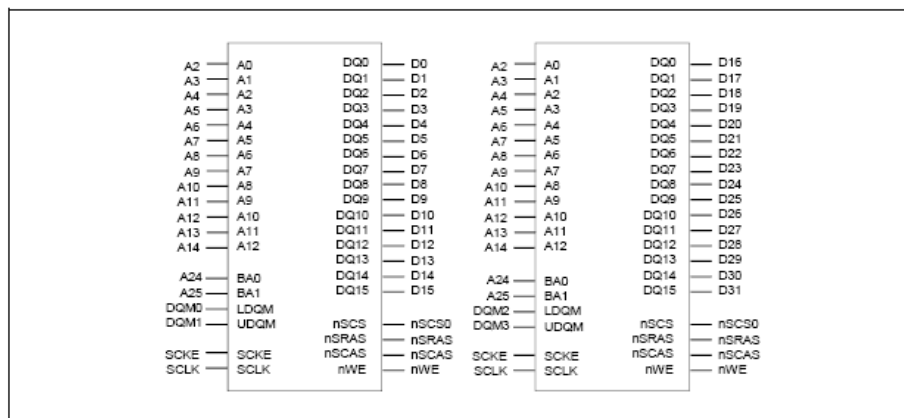 A2 A0 DQ0 D0 A2 A0 DQ0 D16
A3 A1 DQ1 D1 A3 A1 DQ1 D17
A4 A2 DQ2 D2 A4 A2 DQ2 D18
A5 A3 DQ3 D3 A5 A3 DQ3 D19
A6 A4 DQ4 D4 A6 A4 DQ4 D20
A7 A5 DQ5 D5 A7 A5 DQ5 D21
A8 A6 DQ6 D6 A8 A6 DQ6 D22
A9 A7 DQ7 D7 A9 A7 DQ7 D23
A10 A8 DQ8 D8 A10 A8 DQ8 D24
A11 A9 DQ9 D9 A11 A9 DQ9 D25
A12 A10 DQ10 D10 A12 A10 DQ10 D26
A13 A11 DQ11 D11 A13 A11 DQ11 D27
A14 A12 DQ12 D12 A14 A12 DQ12 D28
DQ13 D13 DQ13 D29
A24 BA0 DQ14 D14 A24 BA0 DQ14 D30
A25 BA1 DQ15 D15 A25 BA1 DQ15 D31
DQM0 LDQM DQM2 LDQM
DQM1 UDQM nSCS nSCS0 DQM3 UDQM nSCS nSCS0
nSRAS nSRAS nSRAS nSRAS
SCKE SCKE nSCAS nSCAS SCKE SCKE nSCAS nSCAS
SCLK SCLK nWE nWE SCLK SCLK nWE nWE